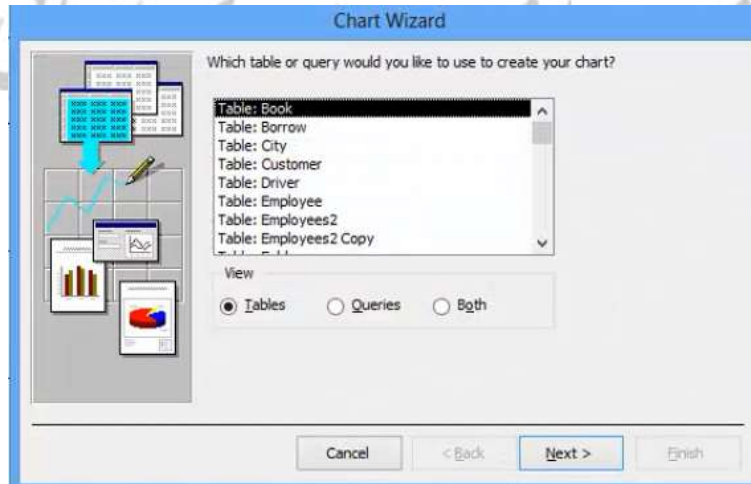 Chart Wizard
Which table or query would you like to use to create your chart?
Table: Book
Table: Borrow
Table: City
Table: Customer
Table: Driver
Table: Employee
Table: Employees2
Table: Employees2 Copy
View
Tables
Queries
Both
Cancel
< Back
Next >
Finish